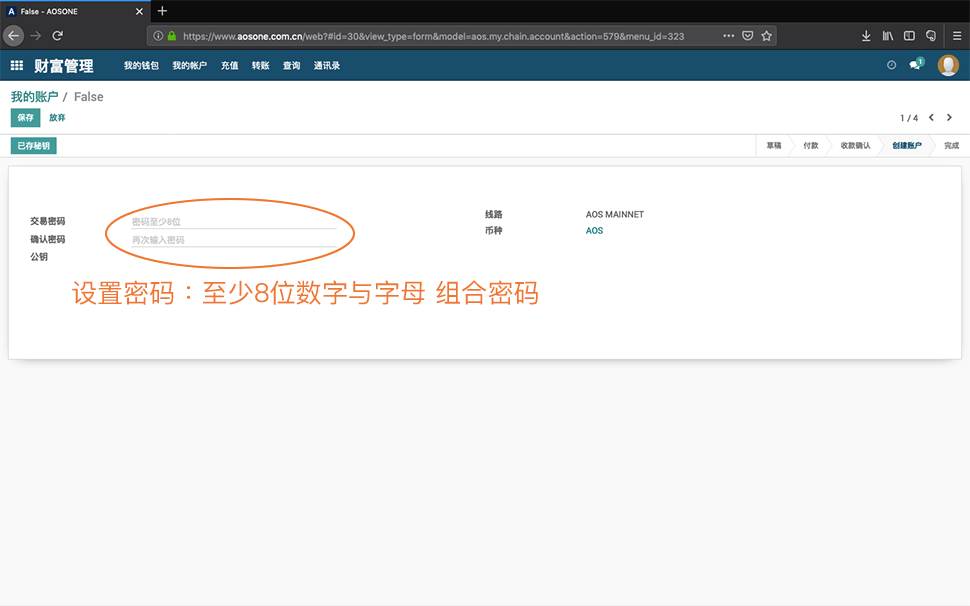 False - AOSONE
https://www.aosone.com.cn/web?#id=30&view_type=form&model=aos.my.chain.account&action=579&menu_id=323
财富管理 我的钱包 我的帐户 充值 转账 查询 通讯录 1
我的账户 / False
保存 放弃 1 / 4
已存秘钥 草稿 付款 收款确认 创建账户 完成
交易密码 密码至少8位 线路 AOS MAINNET
确认密码 再次输入密码 币种 AOS
公钥
设置密码：至少8位数字与字母 组合密码